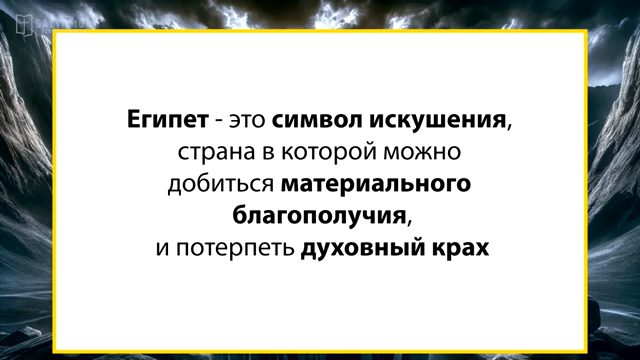 Египет - это символ искушения,
страна в которой можно
добиться материального
благополучия,
и потерпеть духовный крах